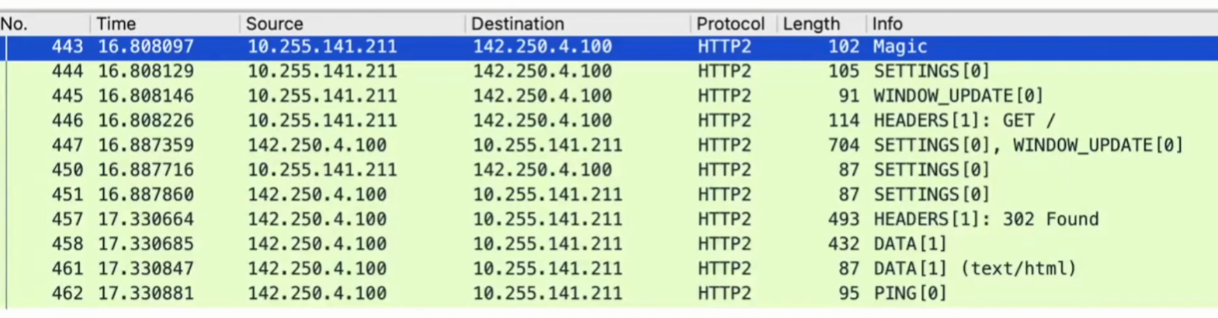 No. Time Source Destination Protocol Length Info
443 16.808097 10.255.141.211 142.250.4.100 HTTP2 102 Magic
444 16.808129 10.255.141.211 142.250.4.100 HTTP2 105 SETTINGS[0]
445 16.808146 10.255.141.211 142.250.4.100 HTTP2 91 WINDOW_UPDATE[0]
446 16.808226 10.255.141.211 142.250.4.100 HTTP2 114 HEADERS[1]: GET /
447 16.887359 142.250.4.100 10.255.141.211 HTTP2 704 SETTINGS[0], WINDOW_UPDATE[0]
450 16.887716 10.255.141.211 142.250.4.100 HTTP2 87 SETTINGS[0]
451 16.887860 142.250.4.100 10.255.141.211 HTTP2 87 SETTINGS[0]
457 17.330664 142.250.4.100 10.255.141.211 HTTP2 493 HEADERS[1]: 302 Found
458 17.330685 142.250.4.100 10.255.141.211 HTTP2 432 DATA[1]
461 17.330847 142.250.4.100 10.255.141.211 HTTP2 87 DATA[1] (text/html)
462 17.330881 142.250.4.100 10.255.141.211 HTTP2 95 PING[0]